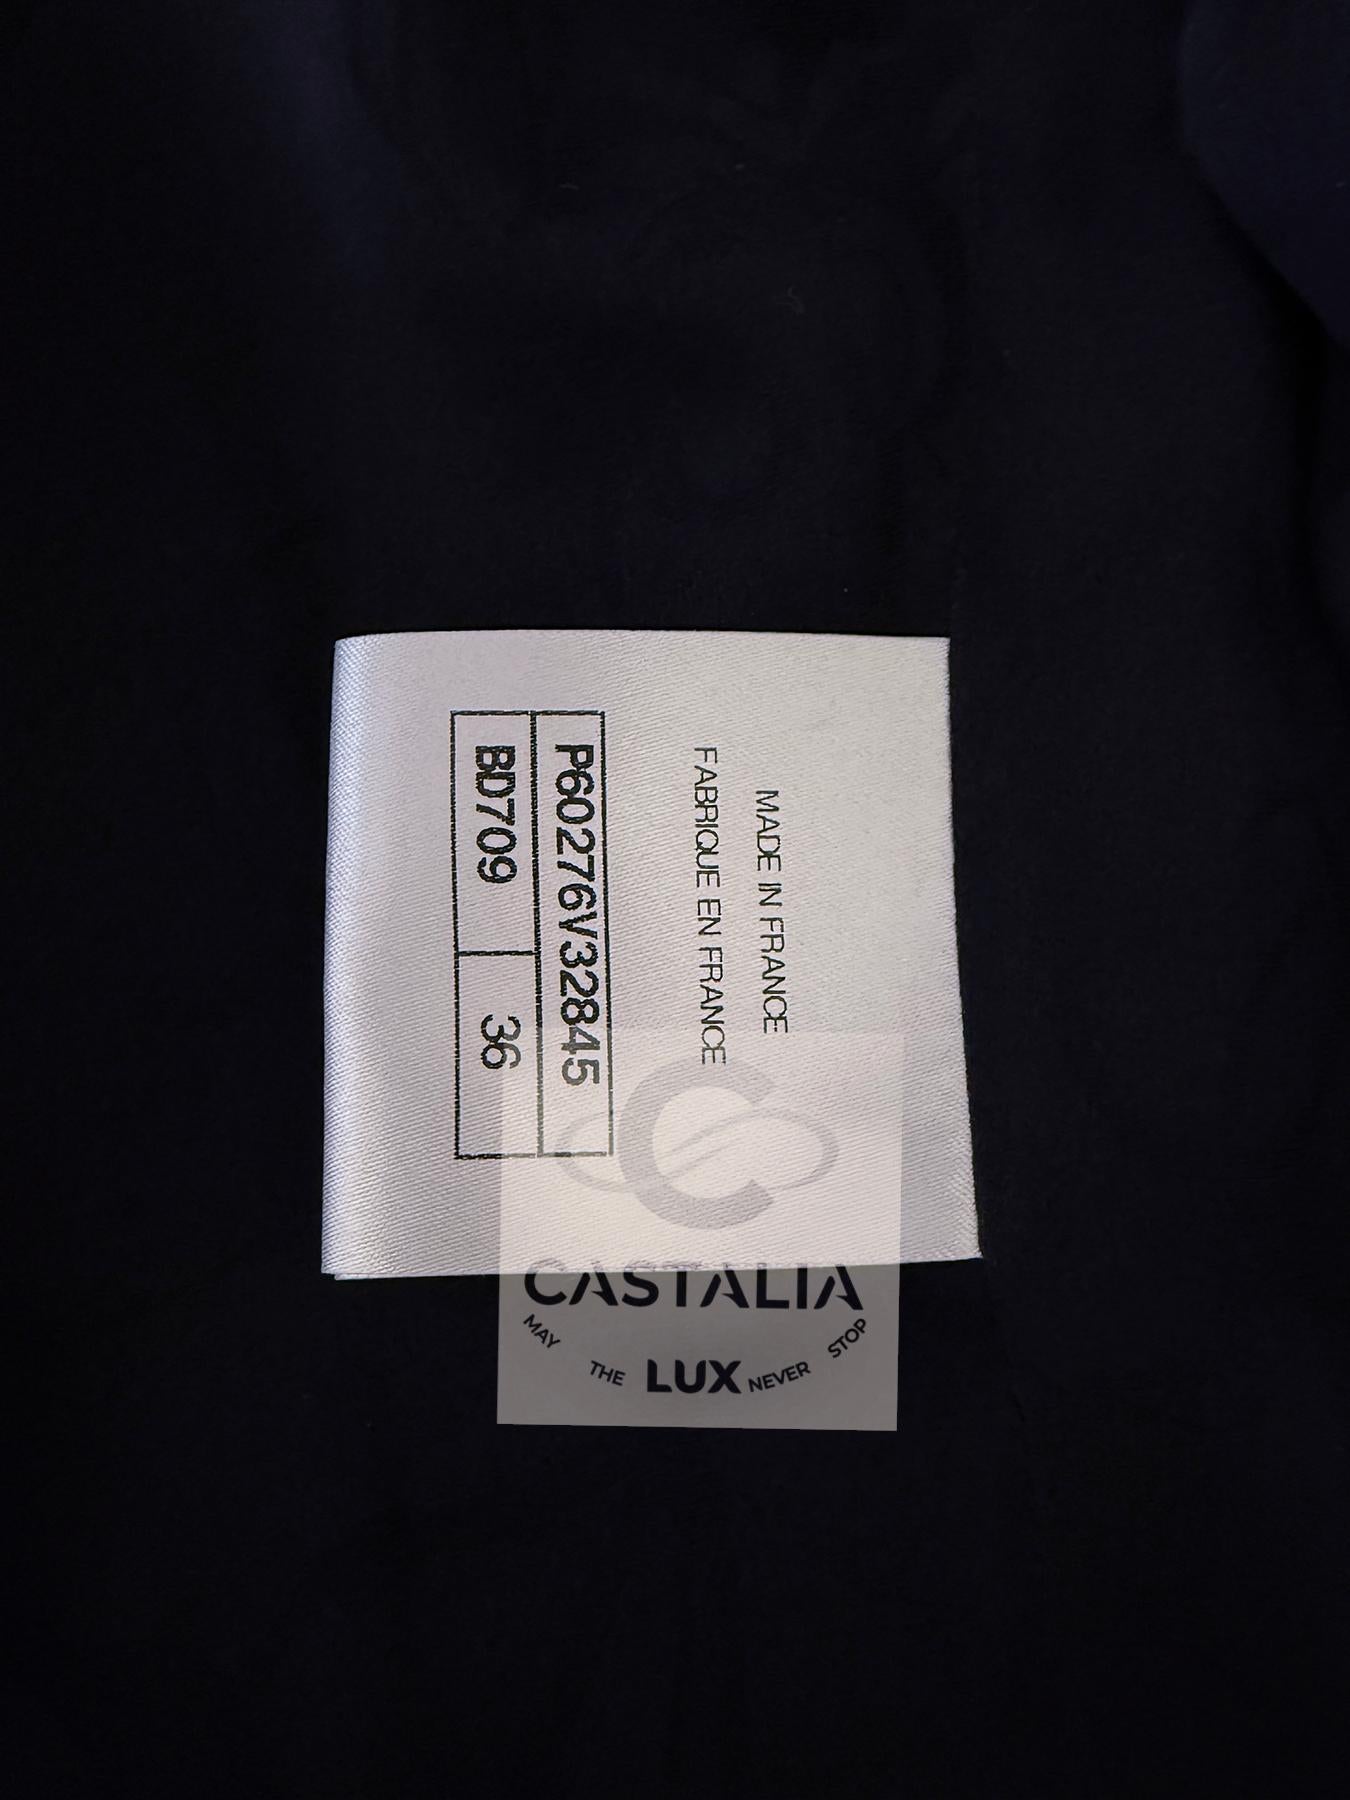 MADE IN FRANCE
FABRIQUE EN FRANCE
P60276V32845
BD709 36
C
CASTALIA
MAY THE LUX NEVER STOP